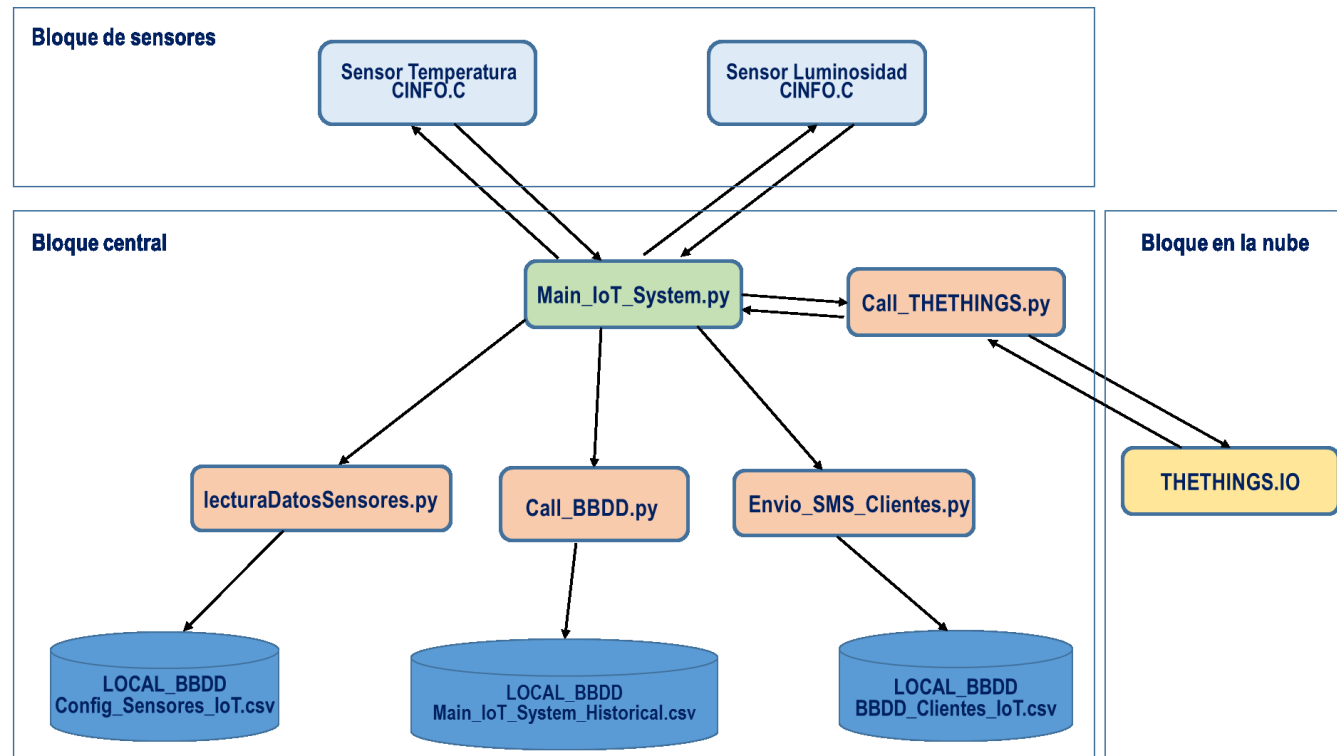 Bloque de sensores
Sensor Temperatura
CINFO.C
Sensor Luminosidad
CINFO.C
Bloque central
Bloque en la nube
Main_IoT_System.py
Call_THETHINGS.py
lecturaDatosSensores.py
Call_BBDD.py
Envio_SMS_Clientes.py
THETHINGS.IO
LOCAL_BBDD
Config_Sensores_IoT.csv
LOCAL_BBDD
Main_IoT_System_Historical.csv
LOCAL_BBDD
BBDD_Clientes_IoT.csv